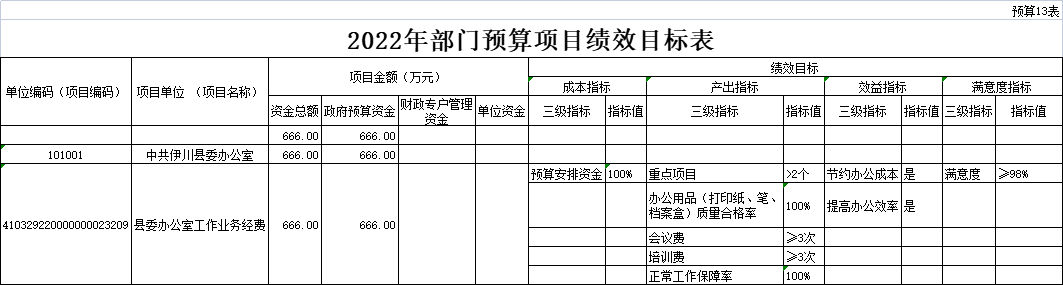 预算13表
2022年部门预算项目绩效目标表
单位编码（项目编码） 项目单位 （项目名称） 项目金额（万元） 绩效目标
成本指标 产出指标 效益指标 满意度指标
资金总额 政府预算资金 财政专户管理资金 单位资金 三级指标 指标值 三级指标 指标值 三级指标 指标值 三级指标 指标值
666.00 666.00
101001 中共伊川县委办公室 666.00 666.00
410329220000000023209 县委办公室工作业务经费 666.00 666.00 预算安排资金 100% 重点项目 >2个 节约办公成本 是 满意度 ≥98%
办公用品（打印纸、笔、档案盒）质量合格率 100% 提高办公效率 是
会议费 ≥3次
培训费 ≥3次
正常工作保障率 100%